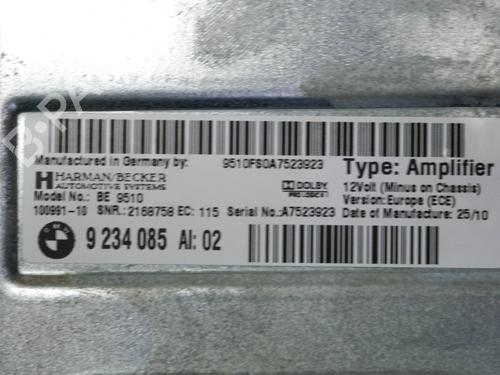 Manufactured in Germany by:
9510FS0A7523923
Type: Amplifier
HARMAN/BECKER
AUTOMOTIVE SYSTEMS
DOLBY
12Volt (Minus on Chassis)
Model No.: BE 9510
Version: Europe (ECE)
100991-10 SNR.: 2168758 EC: 115 Serial No.:A7523923 Date of Manufacture: 25/10
9 234 085 AI: 02